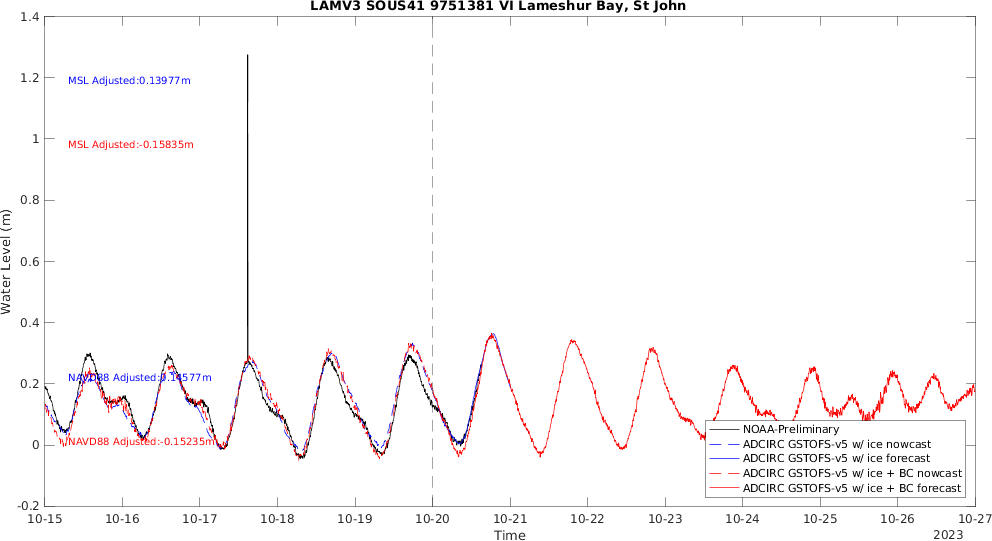 LAMV3 SOUS41 9751381 VI Lameshur Bay, St John
1.4
1.2
1
0.8
0.6
0.4
0.2
0
-0.2
Water Level (m)
MSL Adjusted:0.13977m
MSL Adjusted:-0.15835m
NAVD88 Adjusted:0.14577m
NAVD88 Adjusted:-0.15235m
NOAA-Preliminary
ADCIRC GSTOFS-v5 w/ ice nowcast
ADCIRC GSTOFS-v5 w/ ice forecast
ADCIRC GSTOFS-v5 w/ ice + BC nowcast
ADCIRC GSTOFS-v5 w/ ice + BC forecast
10-15 10-16 10-17 10-18 10-19 10-20 10-21 10-22 10-23 10-24 10-25 10-26 10-27
Time
2023